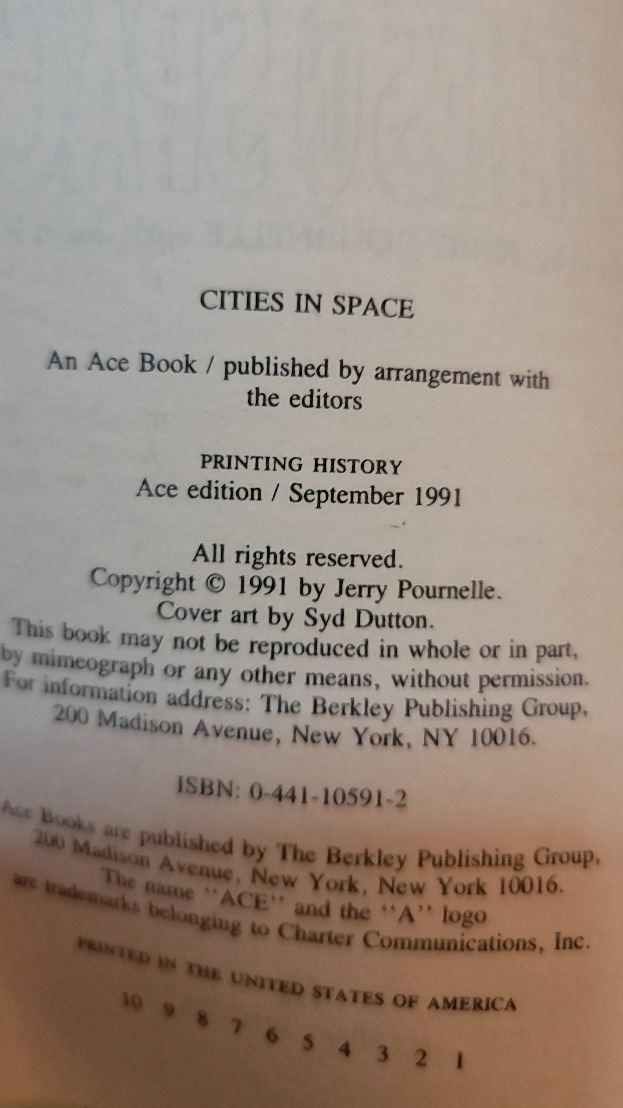 CITIES IN SPACE
An Ace Book / published by arrangement with
the editors
PRINTING HISTORY
Ace edition / September 1991
All rights reserved.
Copyright © 1991 by Jerry Pournelle.
Cover art by Syd Dutton.
This book may not be reproduced in whole or in part,
by mimeograph or any other means, without permission.
For information address: The Berkley Publishing Group,
200 Madison Avenue, New York, NY 10016.
ISBN: 0-441-10591-2
Ace Books are published by The Berkley Publishing Group,
200 Madison Avenue, New York, New York 10016.
The name "ACE" and the "A" logo
are trademarks belonging to Charter Communications, Inc.
PRINTED IN THE UNITED STATES OF AMERICA
10 9 8 7 6 5 4 3 2 1